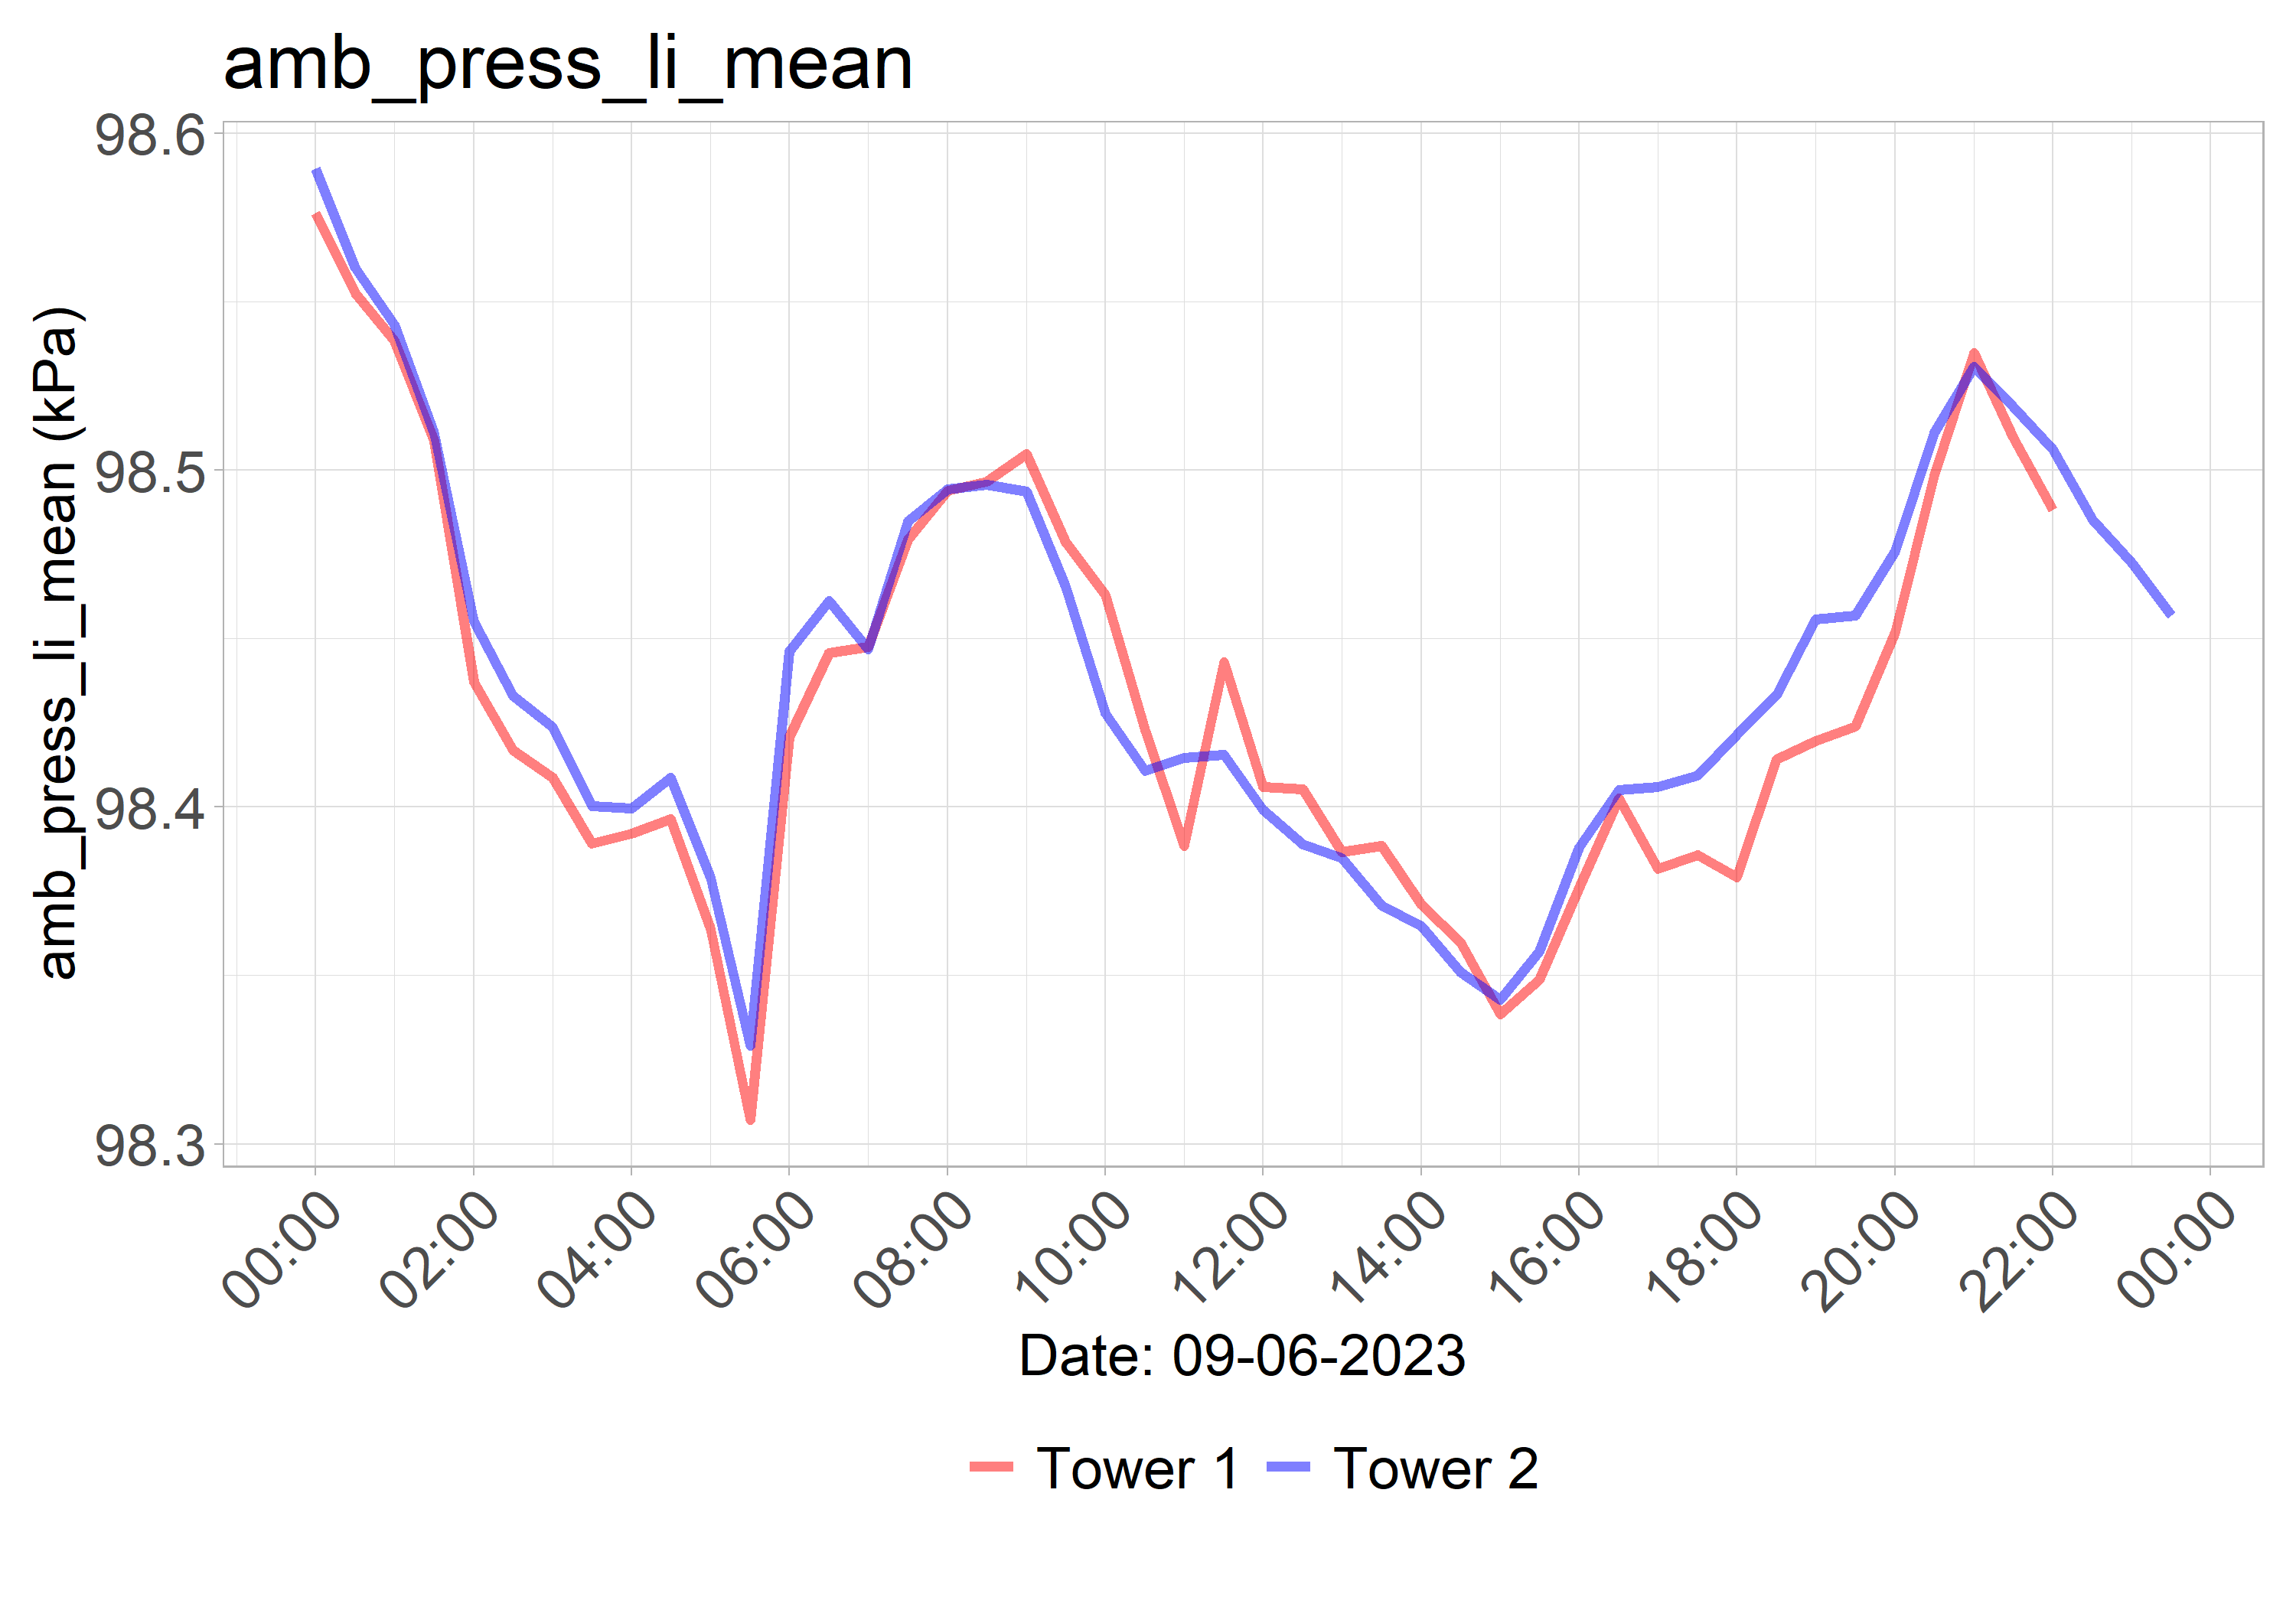 amb_press_li_mean
amb_press_li_mean (kPa)
98.6
98.5
98.4
98.3
00:00 02:00 04:00 06:00 08:00 10:00 12:00 14:00 16:00 18:00 20:00 22:00 00:00
Date: 09-06-2023
Tower 1 Tower 2